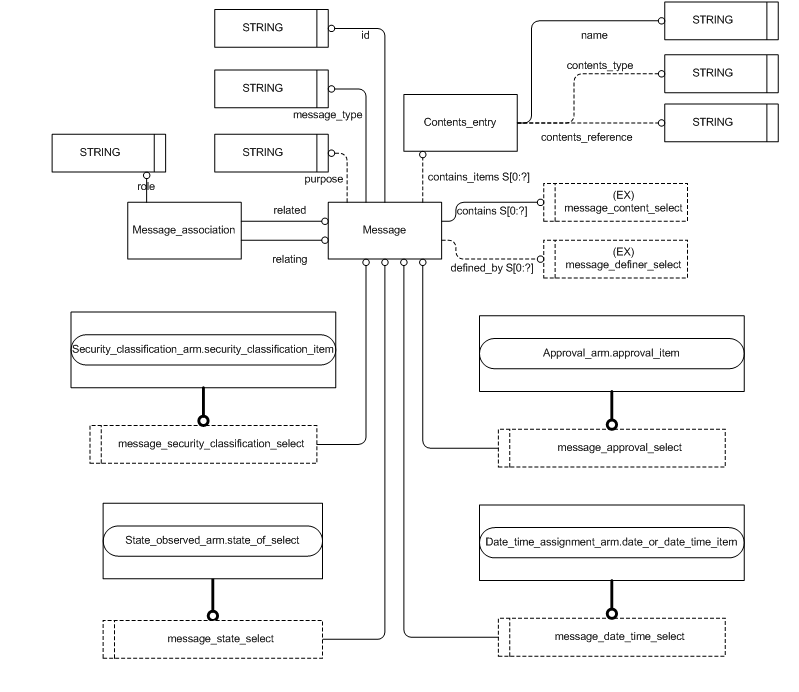 STRING
id
STRING
name
contents_type
STRING
STRING
message_type
Contents_entry
STRING
contents_reference
STRING
role
STRING
purpose
contains_items S[0:?]
Message_association
related
relating
Message
contains S[0:?]
(EX)
message_content_select
defined_by S[0:?]
(EX)
message_definer_select
Security_classification_arm.security_classification_item
Approval_arm.approval_item
message_security_classification_select
message_approval_select
State_observed_arm.state_of_select
Date_time_assignment_arm.date_or_date_time_item
message_state_select
message_date_time_select